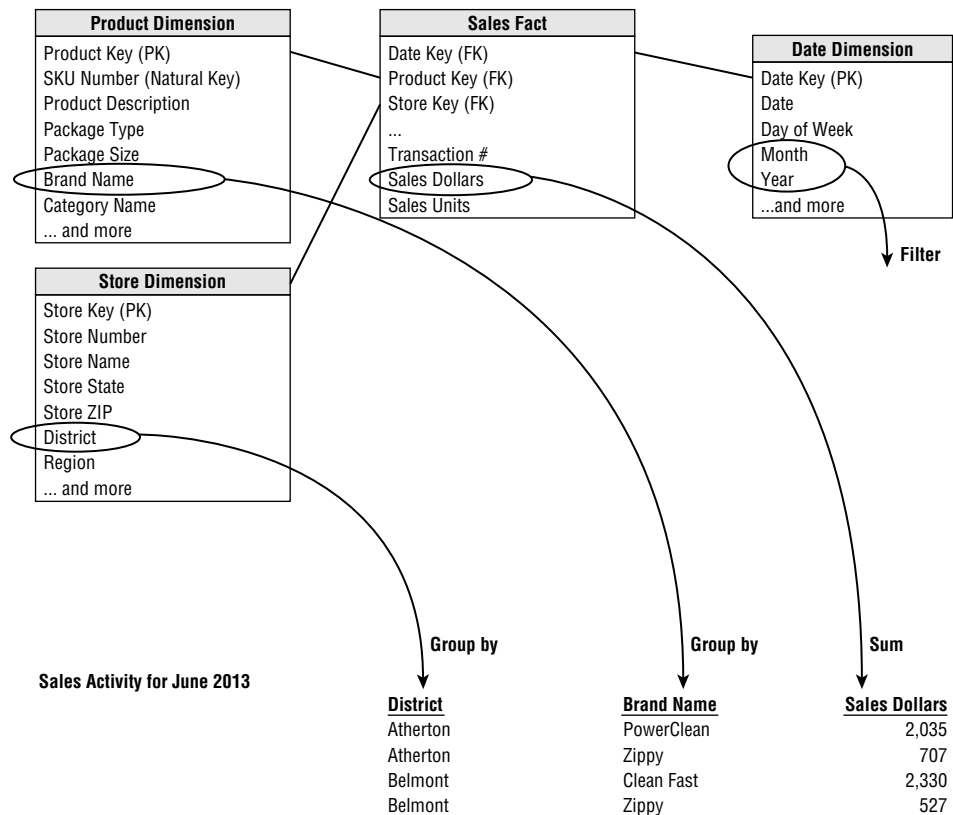 Product Dimension
Product Key (PK)
SKU Number (Natural Key)
Product Description
Package Type
Package Size
Brand Name
Category Name
... and more
Sales Fact
Date Key (FK)
Product Key (FK)
Store Key (FK)
...
Transaction #
Sales Dollars
Sales Units
Date Dimension
Date Key (PK)
Date
Day of Week
Month
Year
...and more
Filter
Store Dimension
Store Key (PK)
Store Number
Store Name
Store State
Store ZIP
District
Region
... and more
Group by
Group by
Sum
Sales Activity for June 2013
District Brand Name Sales Dollars
Atherton PowerClean 2,035
Atherton Zippy 707
Belmont Clean Fast 2,330
Belmont Zippy 527